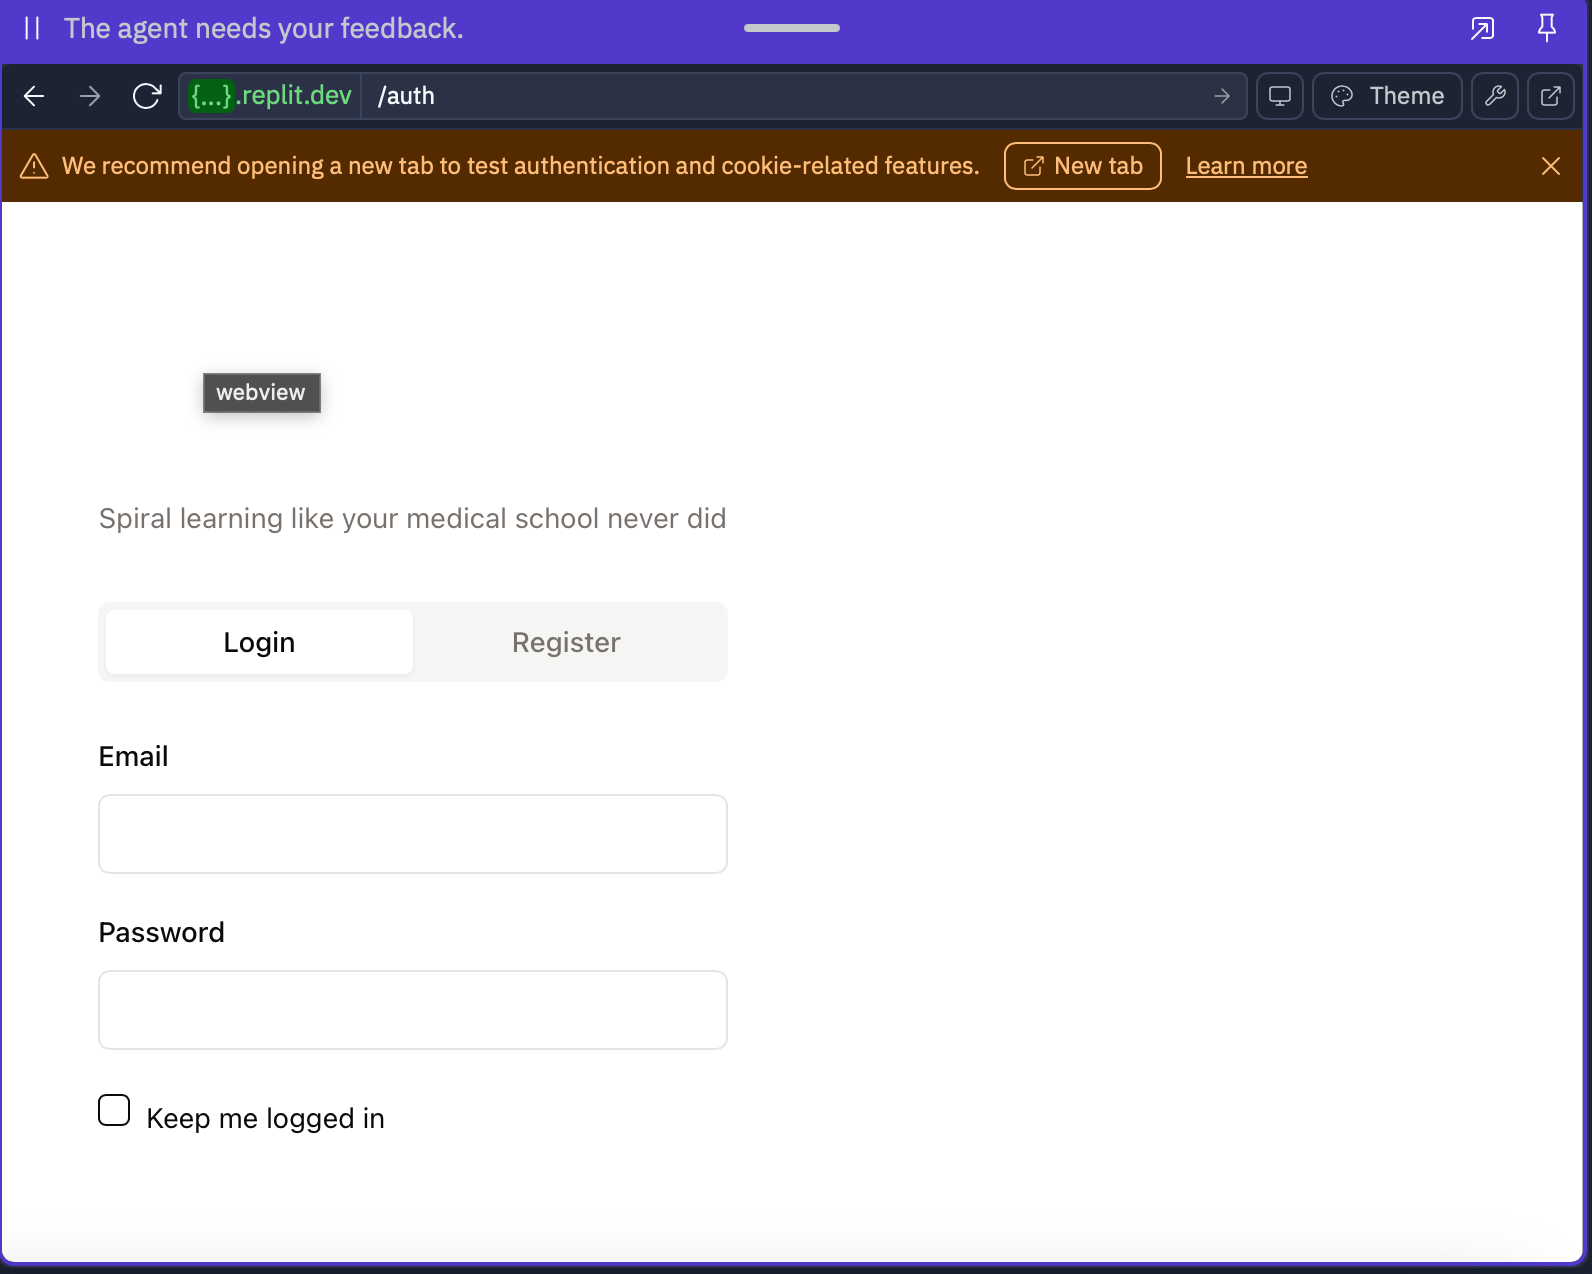 The agent needs your feedback.
{...}.replit.dev /auth Theme
We recommend opening a new tab to test authentication and cookie-related features. New tab Learn more
webview
Spiral learning like your medical school never did
Login Register
Email
Password
Keep me logged in